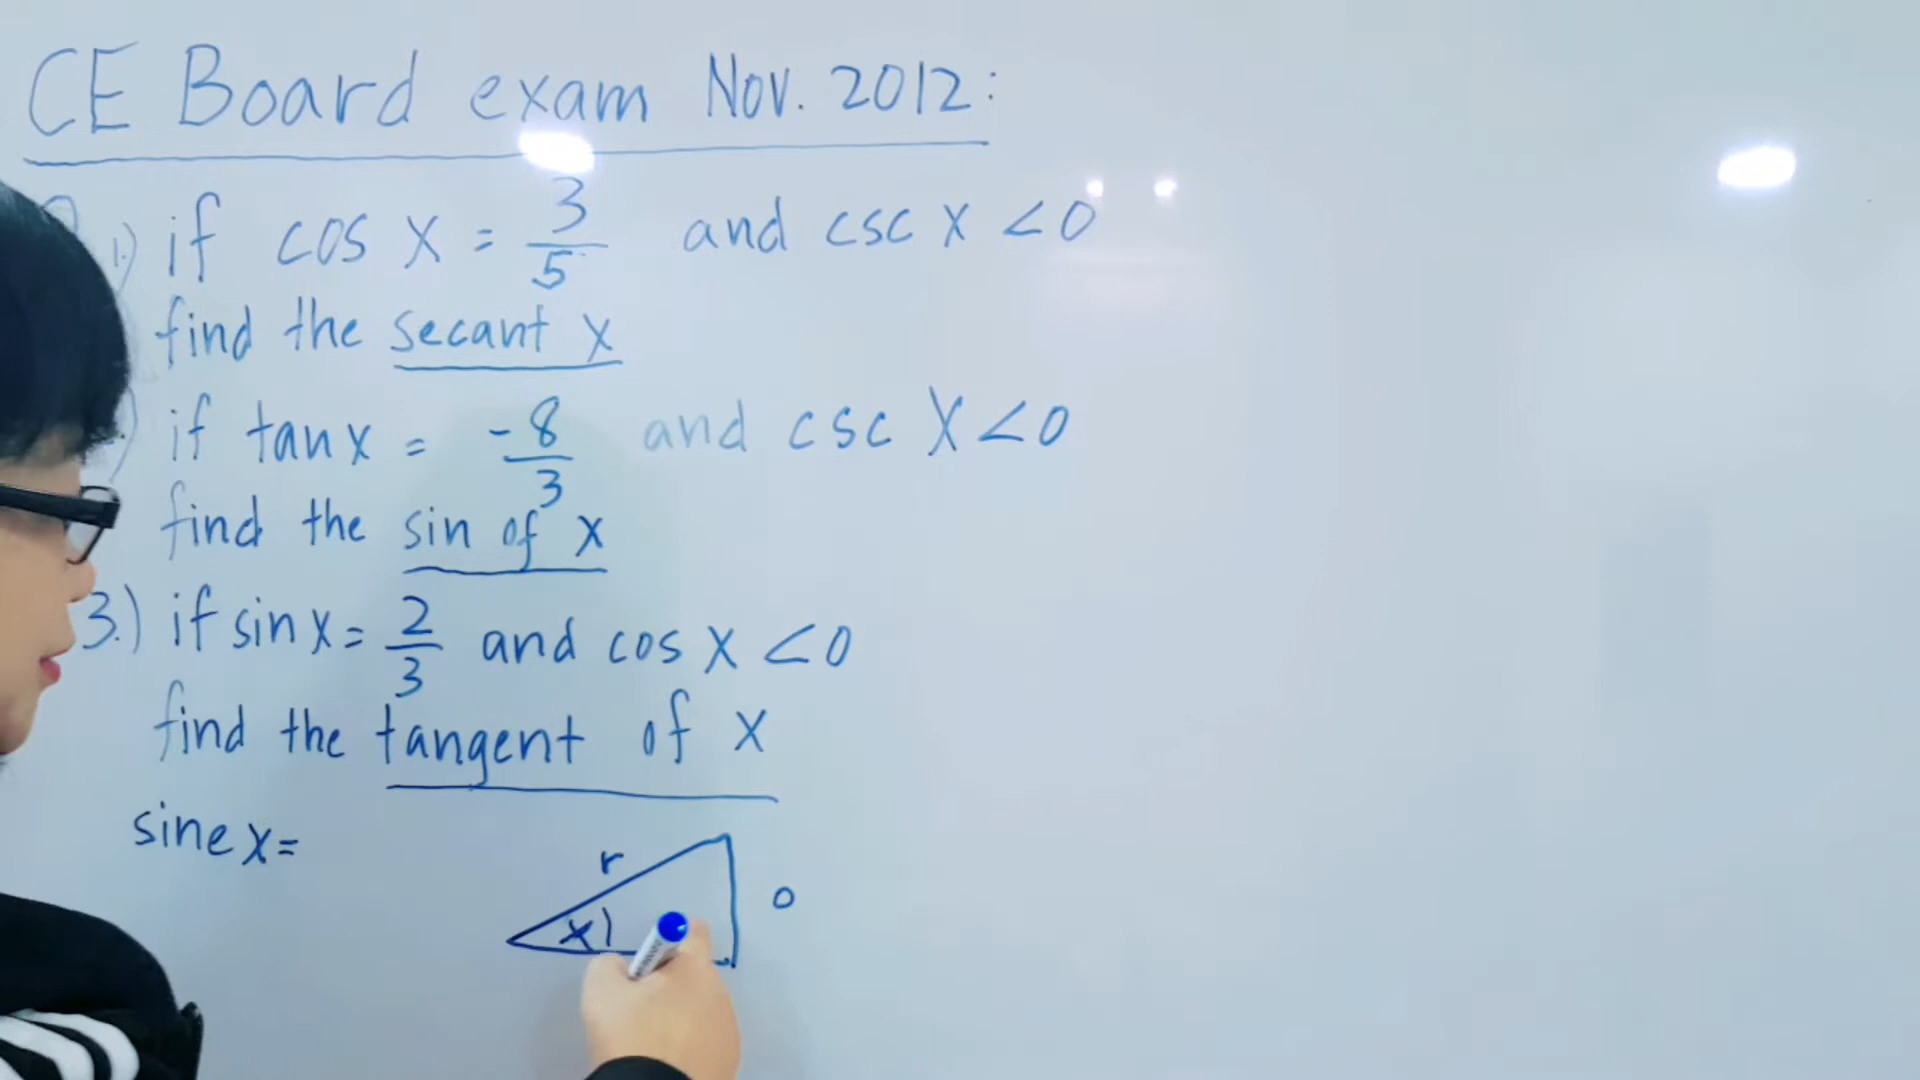 CE Board exam Nov. 2012:
1.) if cos x = 3/5 and csc x < 0
find the secant x
if tan x = -8/3 and csc x < 0
find the sin of x
3.) if sin x = 2/3 and cos x < 0
find the tangent of x
sine x =
r
x
o